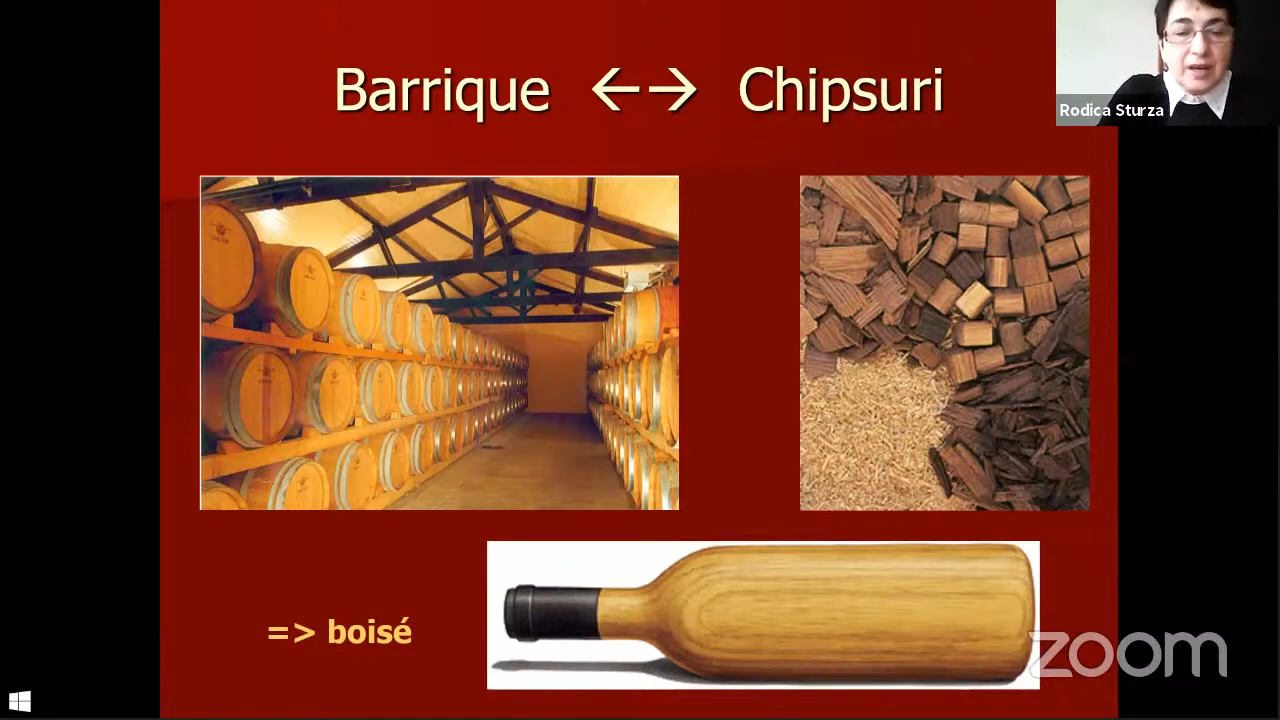 Barrique ←→ Chipsuri
Rodica Sturza
=> boisé
zoom